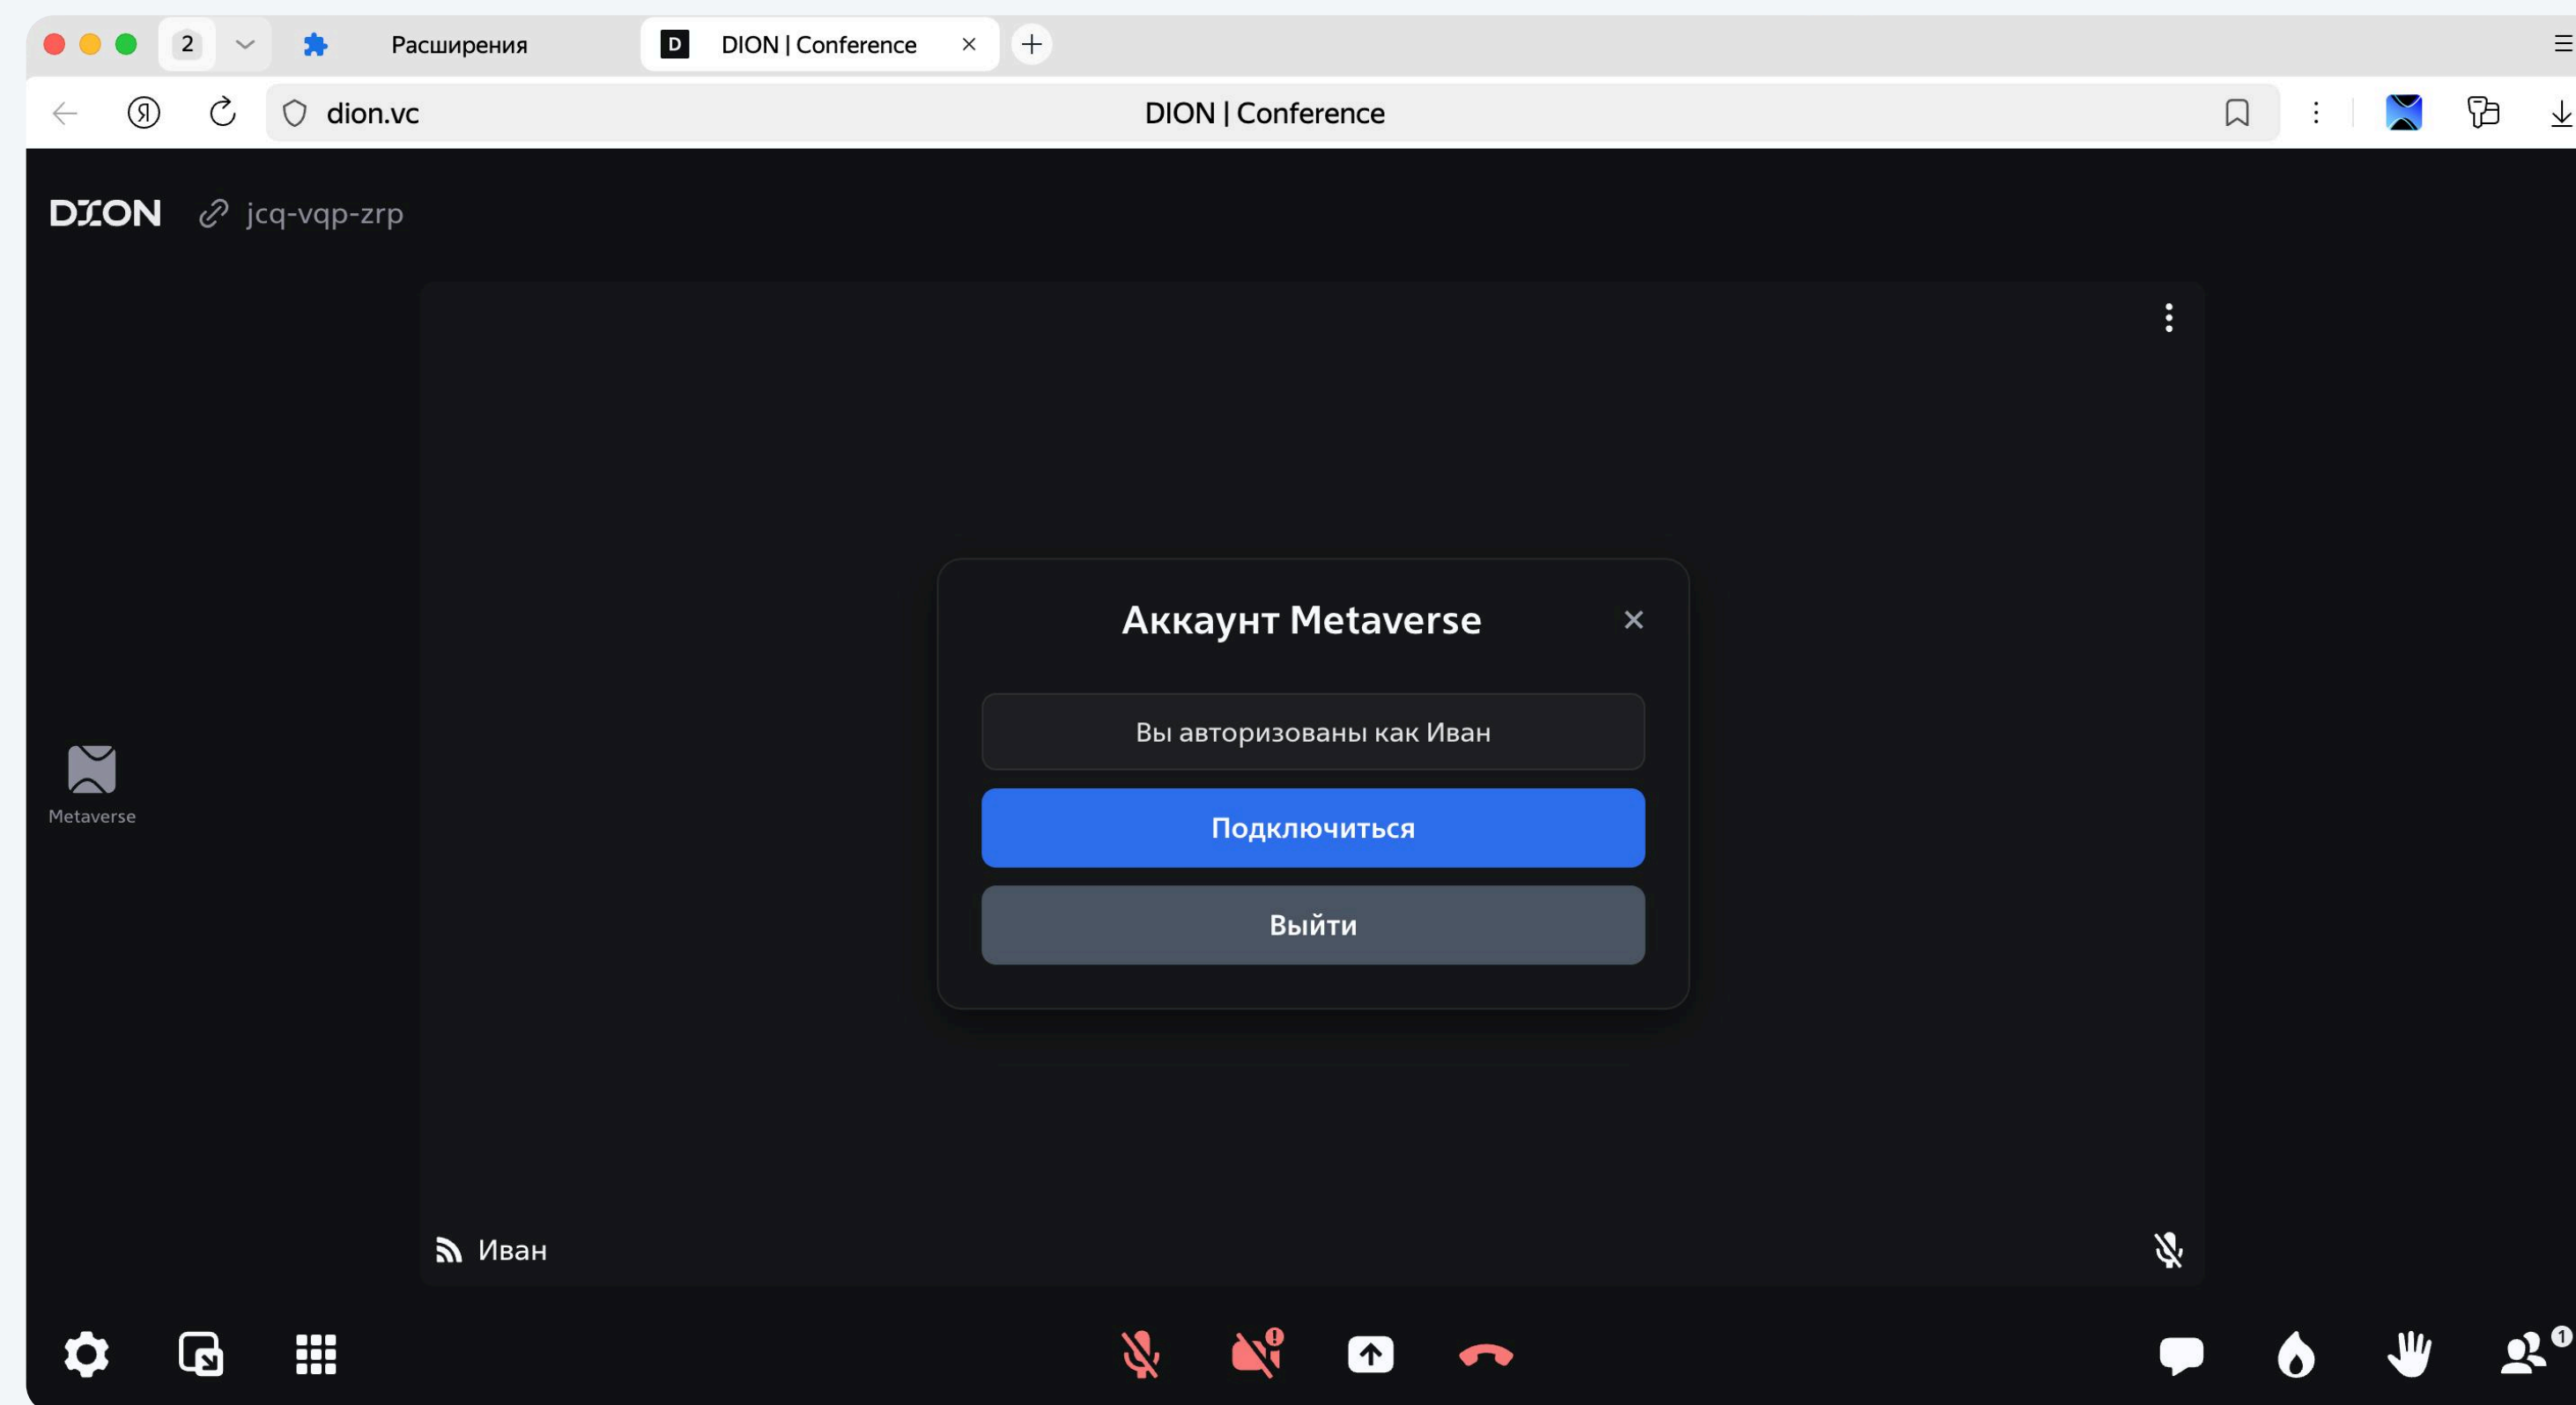 2
Расширения
D
DION | Conference
Я
dion.vc
DION | Conference
DION
jcq-vqp-zrp
Аккаунт Metaverse
Вы авторизованы как Иван
Подключиться
Выйти
Metaverse
Иван
1